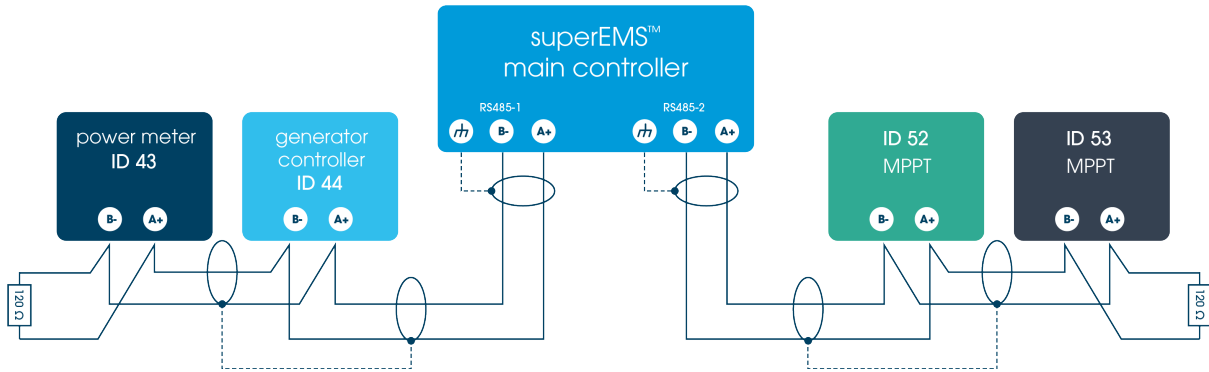 superEMS™
main controller
RS485-1
RS485-2
B-
A+
B-
A+
power meter
ID 43
B-
A+
generator
controller
ID 44
B-
A+
ID 52
MPPT
B-
A+
ID 53
MPPT
B-
A+
120 Ω
120 Ω